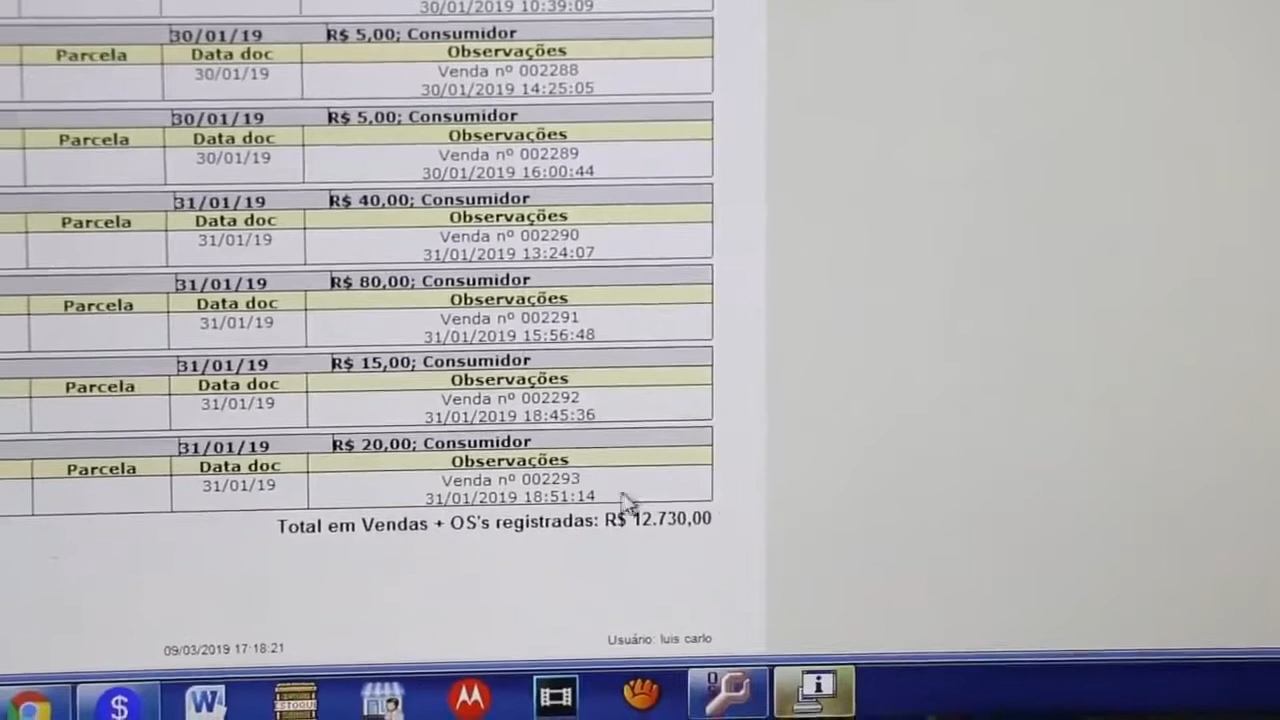 30/01/2019 10:39:09
30/01/19 R$ 5,00; Consumidor
Parcela Data doc Observações
30/01/19 Venda nº 002288
30/01/2019 14:25:05
30/01/19 R$ 5,00; Consumidor
Parcela Data doc Observações
30/01/19 Venda nº 002289
30/01/2019 16:00:44
31/01/19 R$ 40,00; Consumidor
Parcela Data doc Observações
31/01/19 Venda nº 002290
31/01/2019 13:24:07
31/01/19 R$ 80,00; Consumidor
Parcela Data doc Observações
31/01/19 Venda nº 002291
31/01/2019 15:56:48
31/01/19 R$ 15,00; Consumidor
Parcela Data doc Observações
31/01/19 Venda nº 002292
31/01/2019 18:45:36
31/01/19 R$ 20,00; Consumidor
Parcela Data doc Observações
31/01/19 Venda nº 002293
31/01/2019 18:51:14
Total em Vendas + OS's registradas: R$ 12.730,00
09/03/2019 17:18:21 Usuário: luis carlo
$ W ESTOQUE OS i